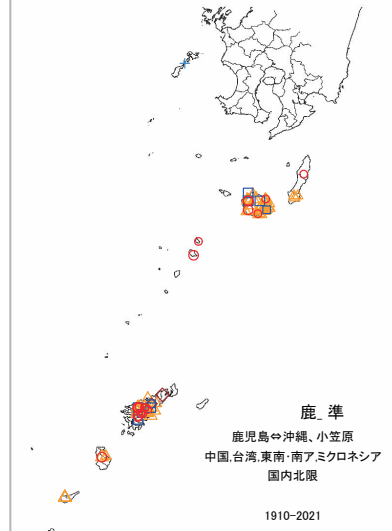 鹿_ 準
鹿児島⇔沖縄、小笠原
中国,台湾,東南・南ア,ミクロネシア
国内北限
1910-2021